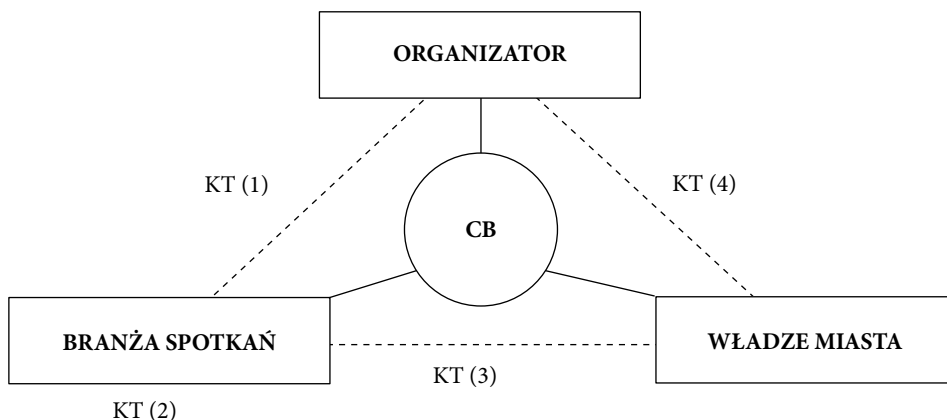 ORGANIZATOR
KT (1)
KT (4)
CB
BRANŻA SPOTKAŃ
WŁADZE MIASTA
KT (3)
KT (2)